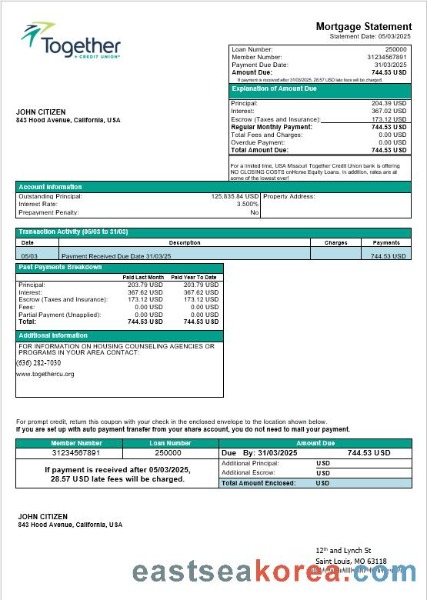 Together
+ CREDIT UNION®
Mortgage Statement
Statement Date: 05/03/2025
Loan Number: 250000
Member Number: 31234567891
Payment Due Date: 31/03/2025
Amount Due: 744.53 USD
If payment is received after 31/03/2025, 28.57 USD late fee will be charged.
Explanation of Amount Due
Principal: 204.39 USD
Interest: 367.02 USD
Escrow (Taxes and Insurance): 173.12 USD
Regular Monthly Payment: 744.53 USD
Total Fees and Charges: 0.00 USD
Overdue Payment: 0.00 USD
Total Amount Due: 744.53 USD
JOHN CITIZEN
843 Hood Avenue, California, USA
For a limited time, USA Missouri Together Credit Union bank is offering
NO CLOSING COSTS onHome Equity Loans. In addition, rates are at
some of the lowest ever!
Account Information
Outstanding Principal: 125,835.84 USD Property Address:
Interest Rate: 3.500%
Prepayment Penalty: No
Transaction Activity (05/03 to 31/03)
Date Description Charges Payments
05/03 Payment Received Due Date 31/03/25 744.53 USD
Past Payments Breakdown
Paid Last Month Paid Year To Date
Principal: 203.79 USD 203.79 USD
Interest: 367.62 USD 367.62 USD
Escrow (Taxes and Insurance): 173.12 USD 173.12 USD
Fees: 0.00 USD 0.00 USD
Partial Payment (Unapplied): 0.00 USD 0.00 USD
Total: 744.53 USD 744.53 USD
Additional Information
FOR INFORMATION ON HOUSING COUNSELING AGENCIES OR
PROGRAMS IN YOUR AREA CONTACT:
(636) 282-7030
www.togethercu.org
For prompt credit, return this coupon with your check in the enclosed envelope to the location shown below.
If you are set up with auto payment transfer from your share account, you do not need to mail your payment.
Member Number Loan Number Amount Due
31234567891 250000 Due By: 31/03/2025 744.53 USD
If payment is received after 05/03/2025,
28.57 USD late fees will be charged.
Additional Principal: USD
Additional Escrow: USD
Total Amount Enclosed: USD
JOHN CITIZEN
843 Hood Avenue, California, USA
12th and Lynch St
Saint Louis, MO 63118
eastseakorea.com